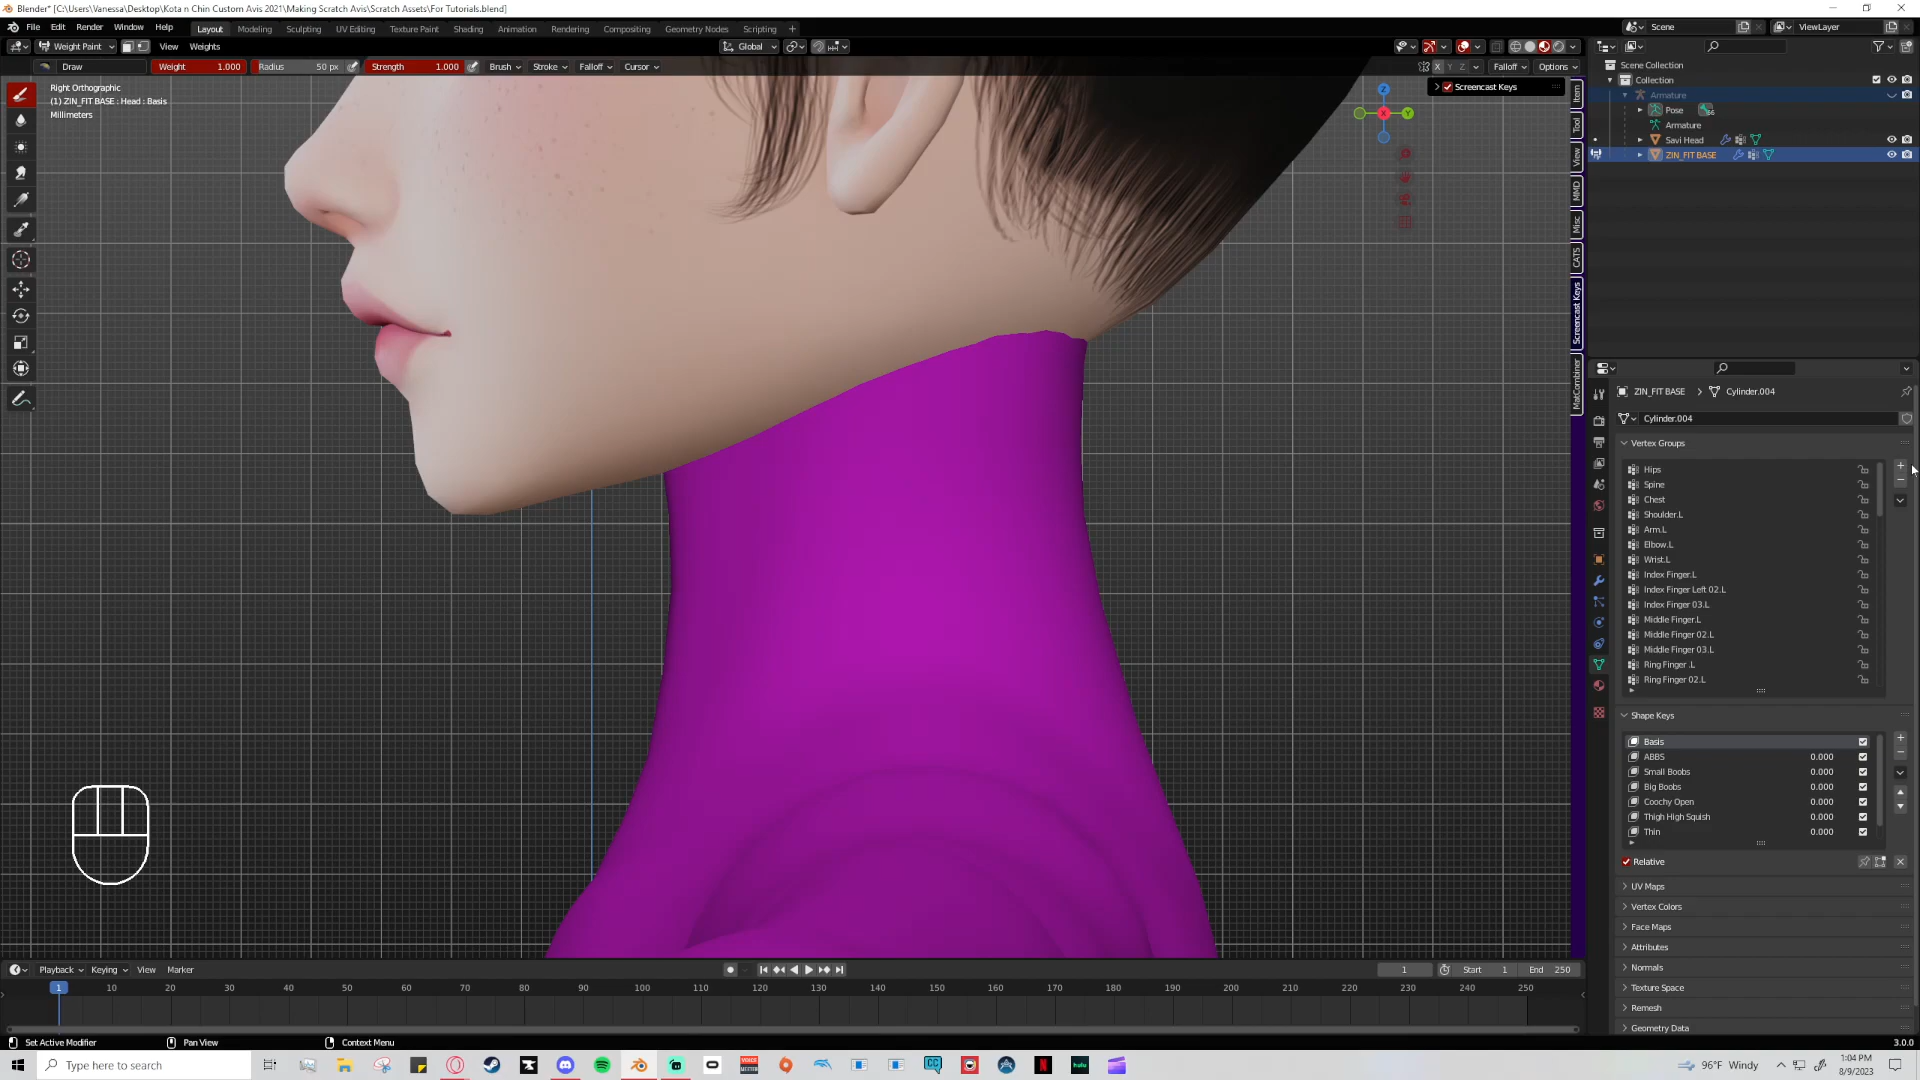 Blender* [C:\Users\Vanessa\Desktop\Kota n Chin Custom Avis 2021\Making Scratch Avis\Scratch Assets\For Tutorials.blend]
File Edit Render Window Help Layout Modeling Sculpting UV Editing Texture Paint Shading Animation Rendering Compositing Geometry Nodes Scripting + Scene ViewLayer
Weight Paint View Weights Global
Draw Weight 1.000 Radius 50 px Strength 1.000 Brush Stroke Falloff Cursor X Y Z Falloff Options
Right Orthographic
(1) ZIN_FIT BASE : Head : Basis
Millimeters
Screencast Keys
Z
X
Y
Item
Tool
View
MMD
Misc
CATS
Screencast Keys
MatCombiner
Scene Collection
Collection
Armature
Pose
Armature
Savi Head
ZIN_FIT BASE
ZIN_FIT BASE > Cylinder.004
Cylinder.004
Vertex Groups
Hips
Spine
Chest
Shoulder.L
Arm.L
Elbow.L
Wrist.L
Index Finger.L
Index Finger Left 02.L
Index Finger 03.L
Middle Finger.L
Middle Finger 02.L
Middle Finger 03.L
Ring Finger .L
Ring Finger 02.L
Shape Keys
Basis
ABBS 0.000
Small Boobs 0.000
Big Boobs 0.000
Coochy Open 0.000
Thigh High Squish 0.000
Thin 0.000
Relative
UV Maps
Vertex Colors
Face Maps
Attributes
Normals
Texture Space
Remesh
Geometry Data
Playback Keying View Marker 1 Start 1 End 250
1 10 20 30 40 50 60 70 80 90 100 110 120 130 140 150 160 170 180 190 200 210 220 230 240 250
Set Active Modifier Pan View Context Menu 3.0.0
Type here to search 96°F Windy 1:04 PM
8/9/2023